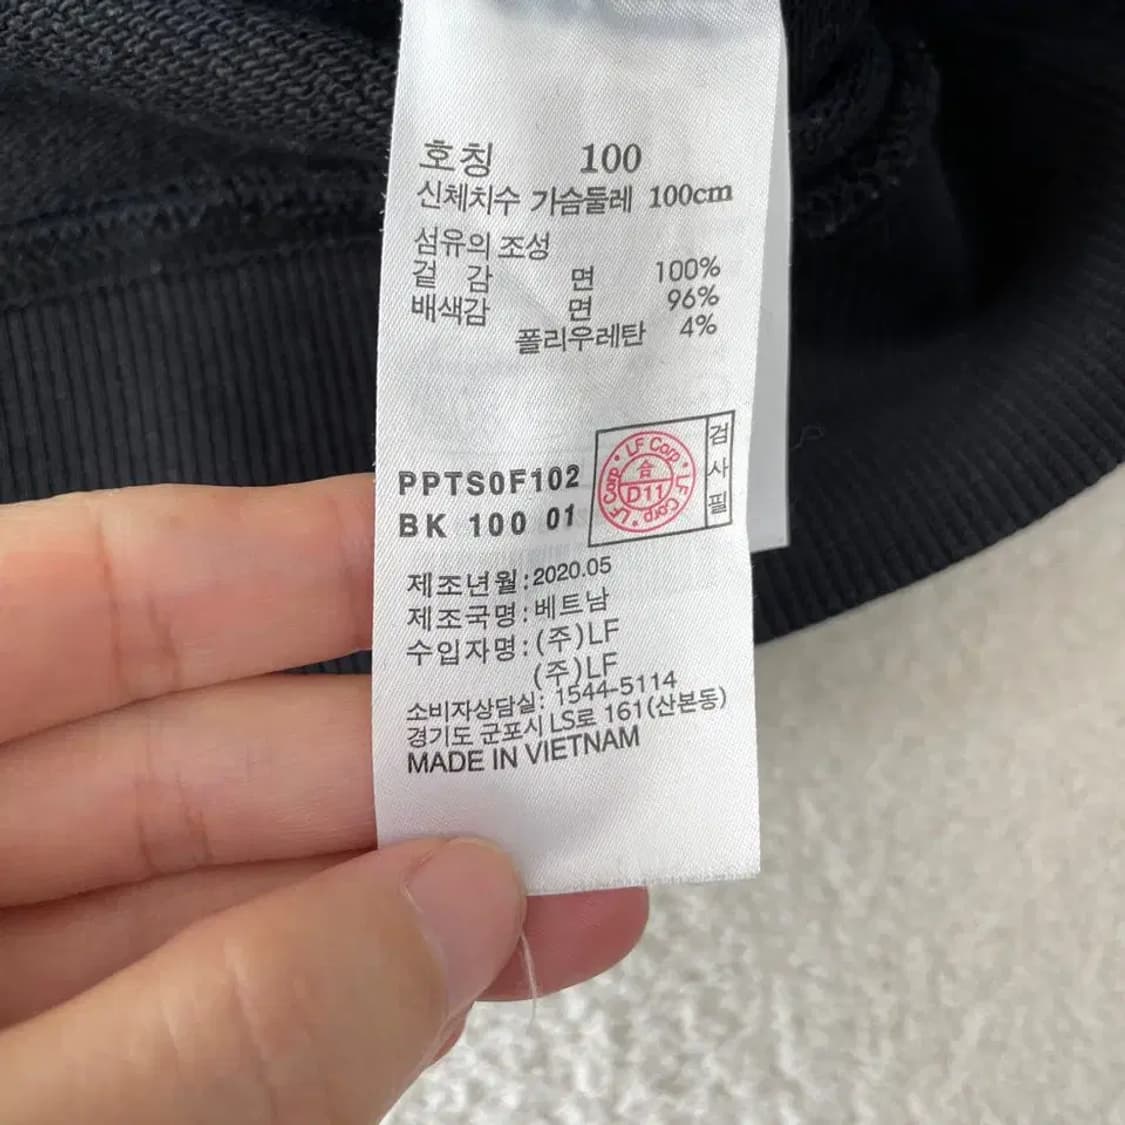 호칭 100
신체치수 가슴둘레 100cm
섬유의 조성
겉 감 면 100%
배색감 면 96%
폴리우레탄 4%
PPTS0F102
BK 100 01
LF Corp • LF Corp • LF Corp •
合
D11
검사필
제조년월:2020.05
제조국명:베트남
수입자명:(주)LF
(주)LF
소비자상담실: 1544-5114
경기도 군포시 LS로 161(산본동)
MADE IN VIETNAM